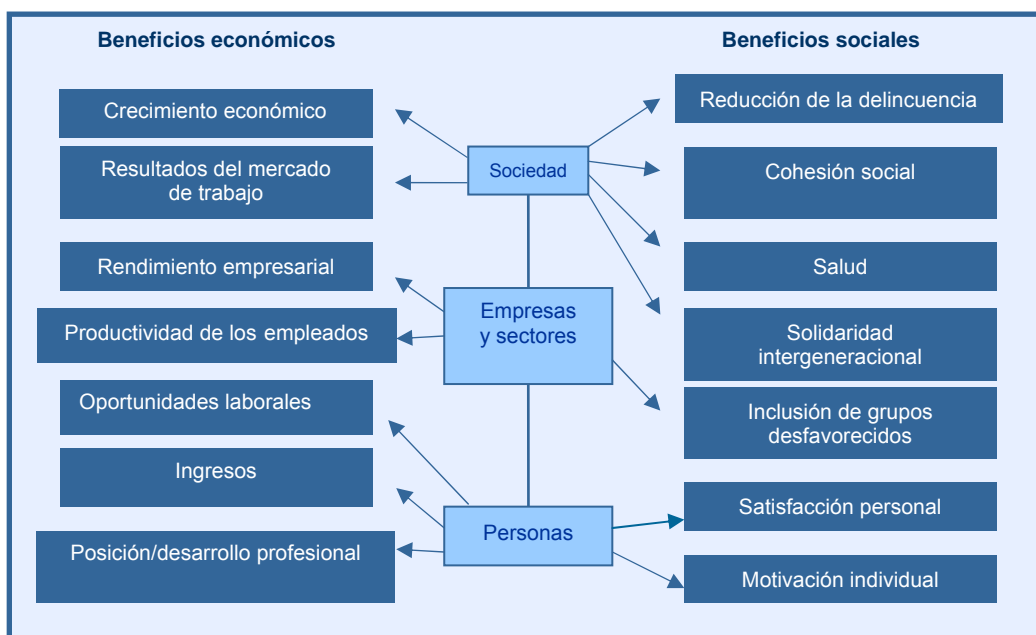 Beneficios económicos
Beneficios sociales
Crecimiento económico
Resultados del mercado
de trabajo
Rendimiento empresarial
Productividad de los empleados
Oportunidades laborales
Ingresos
Posición/desarrollo profesional
Sociedad
Empresas
y sectores
Personas
Reducción de la delincuencia
Cohesión social
Salud
Solidaridad
intergeneracional
Inclusión de grupos
desfavorecidos
Satisfacción personal
Motivación individual